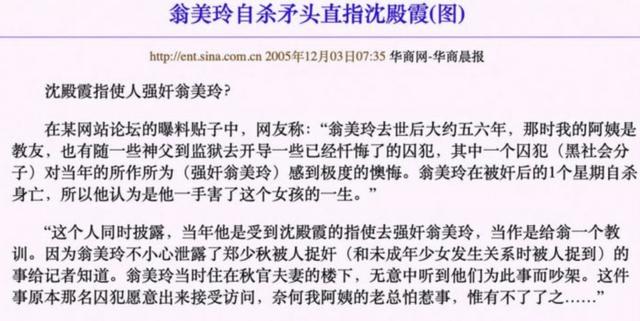 翁美玲自杀矛头直指沈殿霞(图)
http://ent.sina.com.cn 2005年12月03日07:35 华商网-华商晨报
沈殿霞指使人强奸翁美玲?
在某网站论坛的曝料贴子中，网友称：“翁美玲去世后大约五六年，那时我的阿姨是
教友，也有随一些神父到监狱去开导一些已经忏悔了的囚犯，其中一个囚犯（黑社会分
子）对当年的所作所为（强奸翁美玲）感到极度的懊悔。翁美玲在被奸后的1个星期自杀
身亡，所以他认为是他一手害了这个女孩的一生。”
“这个人同时披露，当年他是受到沈殿霞的指使去强奸翁美玲，当作是给翁一个教
训。因为翁美玲不小心泄露了郑少秋被人捉奸（和未成年少女发生关系时被人捉到）的
事给记者知道。翁美玲当时住在秋官夫妻的楼下，无意中听到他们为此事而吵架。这件
事原本那名囚犯愿意出来接受访问，奈何我阿姨的老总怕惹事，惟有不了了之……”